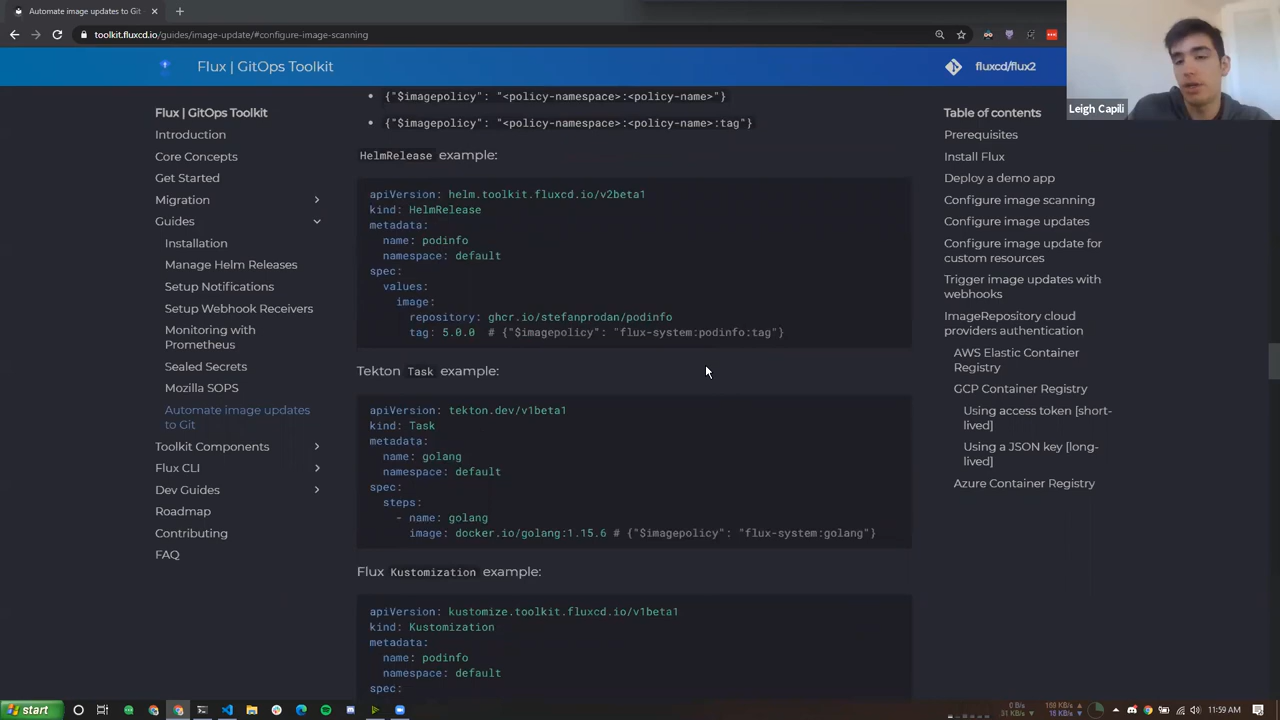 Automate image updates to Git
toolkit.fluxcd.io/guides/image-update/#configure-image-scanning
Flux | GitOps Toolkit
fluxcd/flux2
Leigh Capili
Flux | GitOps Toolkit
Introduction
Core Concepts
Get Started
Migration
Guides
Installation
Manage Helm Releases
Setup Notifications
Setup Webhook Receivers
Monitoring with
Prometheus
Sealed Secrets
Mozilla SOPS
Automate image updates
to Git
Toolkit Components
Flux CLI
Dev Guides
Roadmap
Contributing
FAQ
• {"$imagepolicy": "<policy-namespace>:<policy-name>"}
• {"$imagepolicy": "<policy-namespace>:<policy-name>:tag"}
HelmRelease example:
apiVersion: helm.toolkit.fluxcd.io/v2beta1
kind: HelmRelease
metadata:
  name: podinfo
  namespace: default
spec:
  values:
    image:
      repository: ghcr.io/stefanprodan/podinfo
      tag: 5.0.0  # {"$imagepolicy": "flux-system:podinfo:tag"}
Tekton Task example:
apiVersion: tekton.dev/v1beta1
kind: Task
metadata:
  name: golang
  namespace: default
spec:
  steps:
    - name: golang
      image: docker.io/golang:1.15.6 # {"$imagepolicy": "flux-system:golang"}
Flux Kustomization example:
apiVersion: kustomize.toolkit.fluxcd.io/v1beta1
kind: Kustomization
metadata:
  name: podinfo
  namespace: default
spec:
Table of contents
Prerequisites
Install Flux
Deploy a demo app
Configure image scanning
Configure image updates
Configure image update for
custom resources
Trigger image updates with
webhooks
ImageRepository cloud
providers authentication
AWS Elastic Container
Registry
GCP Container Registry
Using access token [short-
lived]
Using a JSON key [long-
lived]
Azure Container Registry
start
11:59 AM